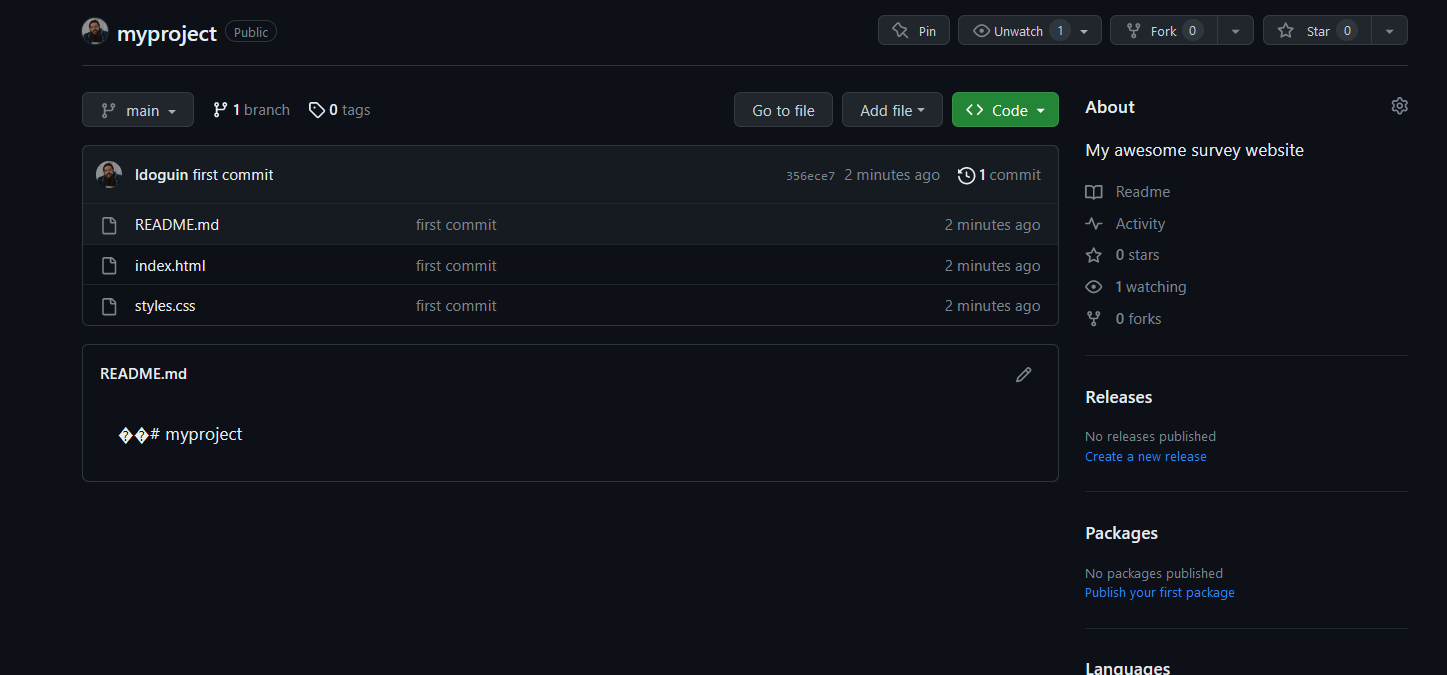 myproject Public Pin Unwatch 1 Fork 0 Star 0
main 1 branch 0 tags Go to file Add file Code
ldoguin first commit 356ece7 2 minutes ago 1 commit
README.md first commit 2 minutes ago
index.html first commit 2 minutes ago
styles.css first commit 2 minutes ago
README.md
��# myproject
About
My awesome survey website
Readme
Activity
0 stars
1 watching
0 forks
Releases
No releases published
Create a new release
Packages
No packages published
Publish your first package
Languages